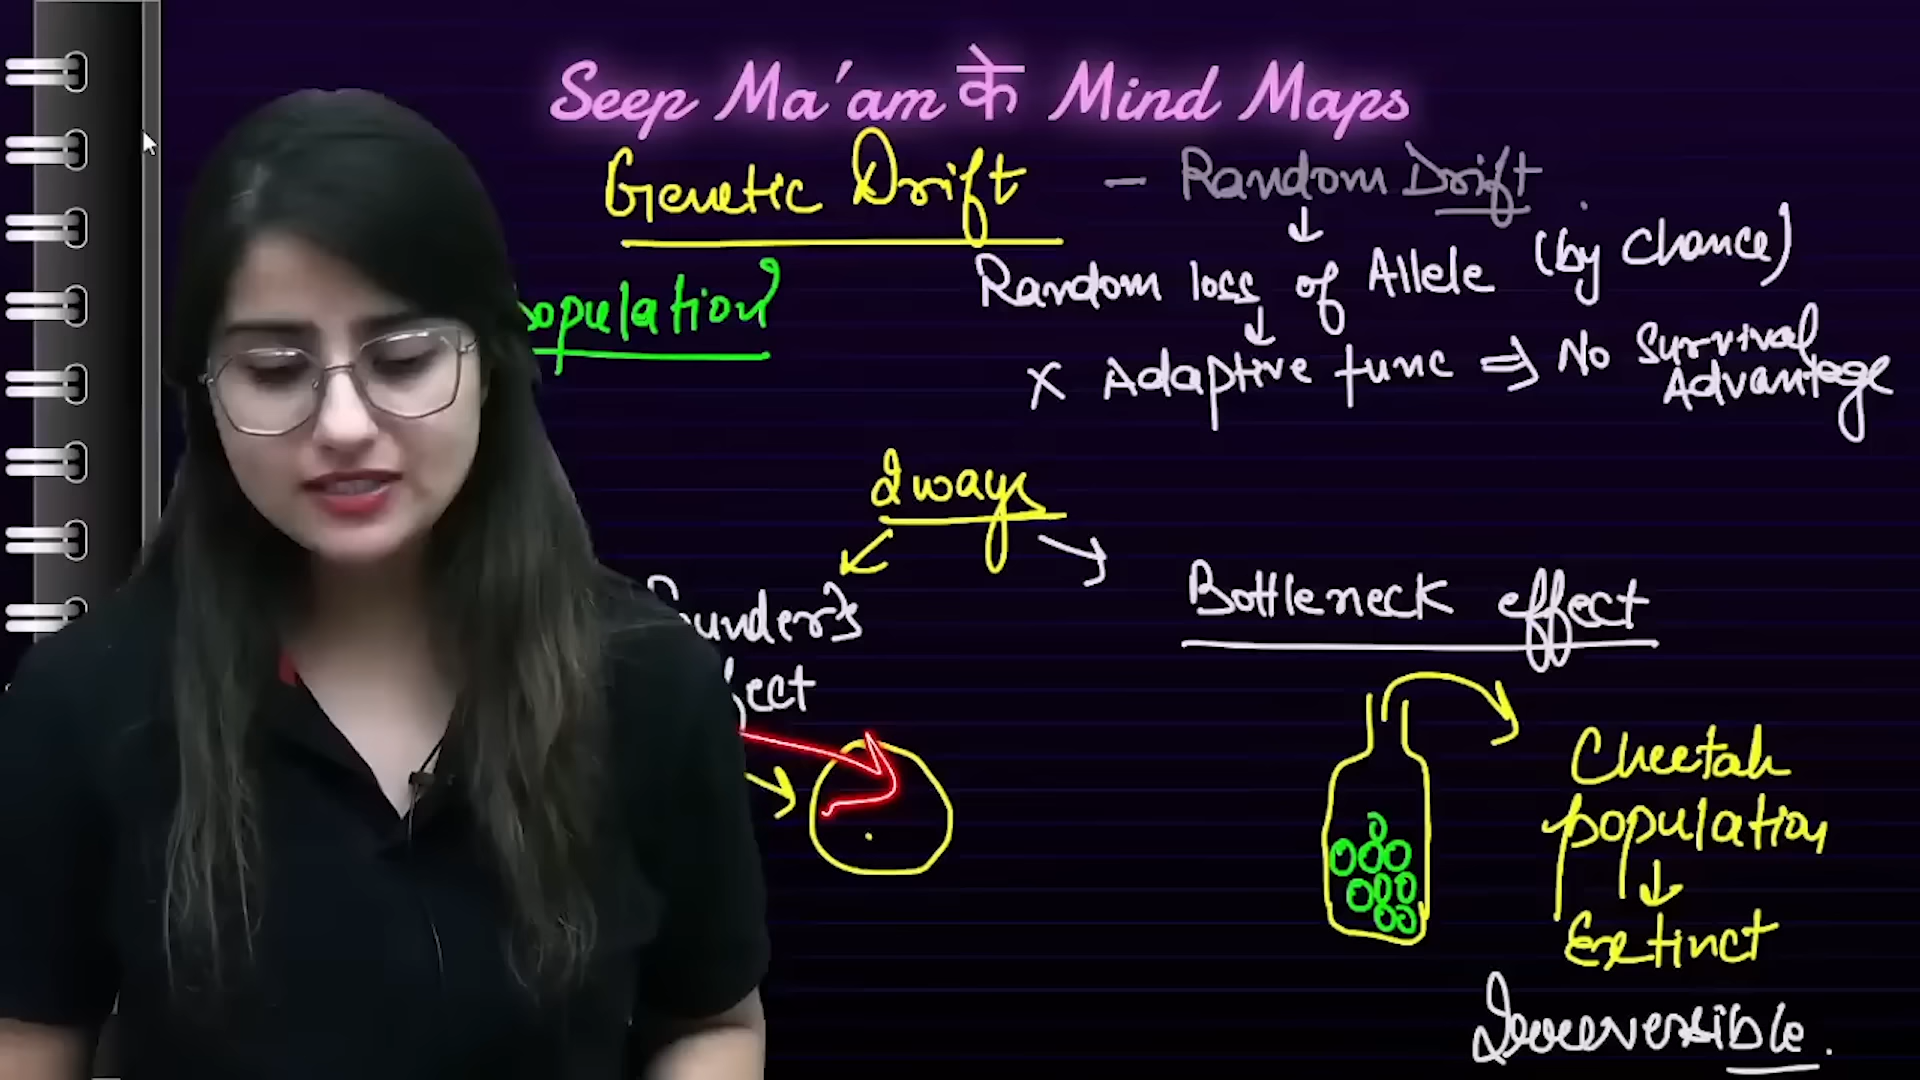 Seep Ma'am के Mind Maps
Genetic Drift - Random Drift
Random loss of Allele (by Chance)
population
X Adaptive func ⇒ No Survival Advantage
2 ways
Bottleneck effect
Cheetah
population
Extinct
Irreversible.